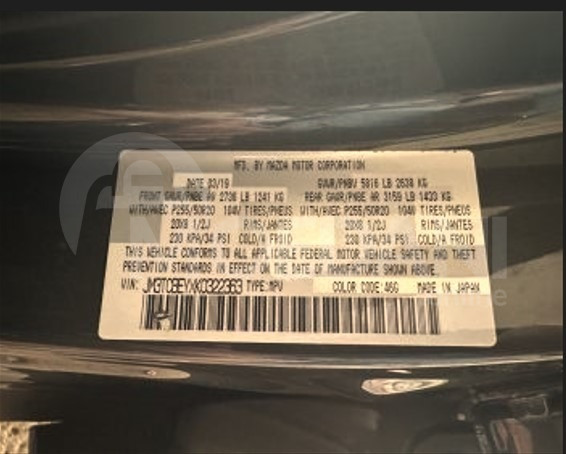 MFD. BY MAZDA MOTOR CORPORATION
DATE 03/19 GVWR/PNBV 5816 LB 2638 KG
FRONT GAWR/PNBE AV 2736 LB 1241 KG REAR GAWR/PNBE AR 3159 LB 1433 KG
WITH/AVEC P255/50R20 104V TIRES/PNEUS WITH/AVEC P255/50R20 104V TIRES/PNEUS
20X8 1/2J RIMS/JANTES 20X8 1/2J RIMS/JANTES
230 KPA/34 PSI COLD/A FROID 230 KPA/34 PSI COLD/A FROID
THIS VEHICLE CONFORMS TO ALL APPLICABLE FEDERAL MOTOR VEHICLE SAFETY AND THEFT
PREVENTION STANDARDS IN EFFECT ON THE DATE OF MANUFACTURE SHOWN ABOVE.
VIN: JM3TCBEYXK0322363 TYPE:MPV COLOR CODE:46G MADE IN JAPAN